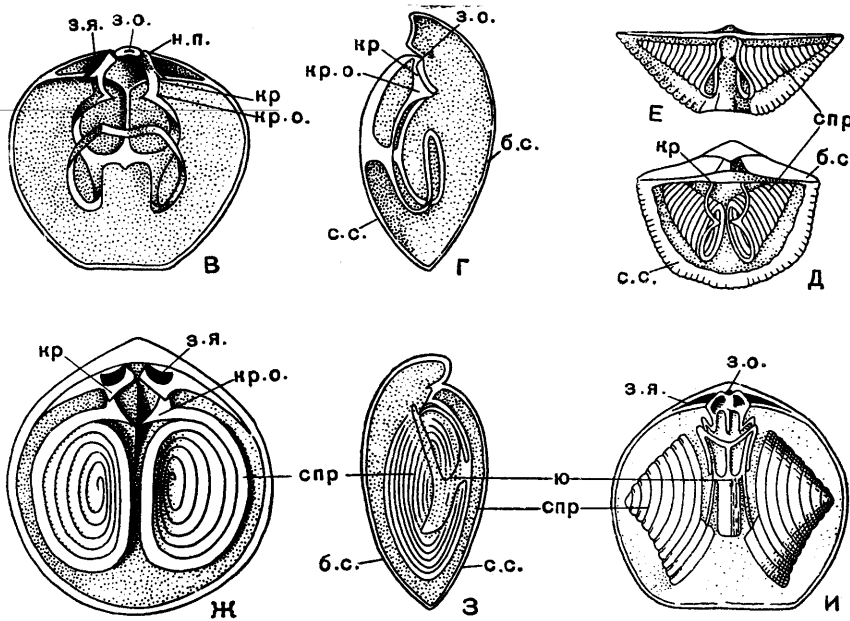 з.я.
з.о.
н.п.
кр
кр.о.
В
з.о.
кр
кр.о.
б.с.
с.с.
Г
Е
спр
кр
б.с
с.с.
Д
кр
з.я.
кр.о.
Ж
спр
б.с.
с.с.
З
ю
спр
з.о.
з.я.
И